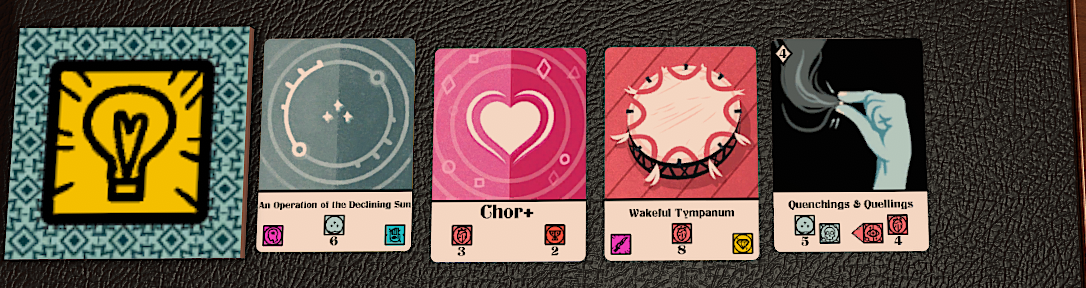 An Operation of the Declining Sun
6
Chor+
3 2
Wakeful Tympanum
8
4
Quenchings & Quellings
5 4